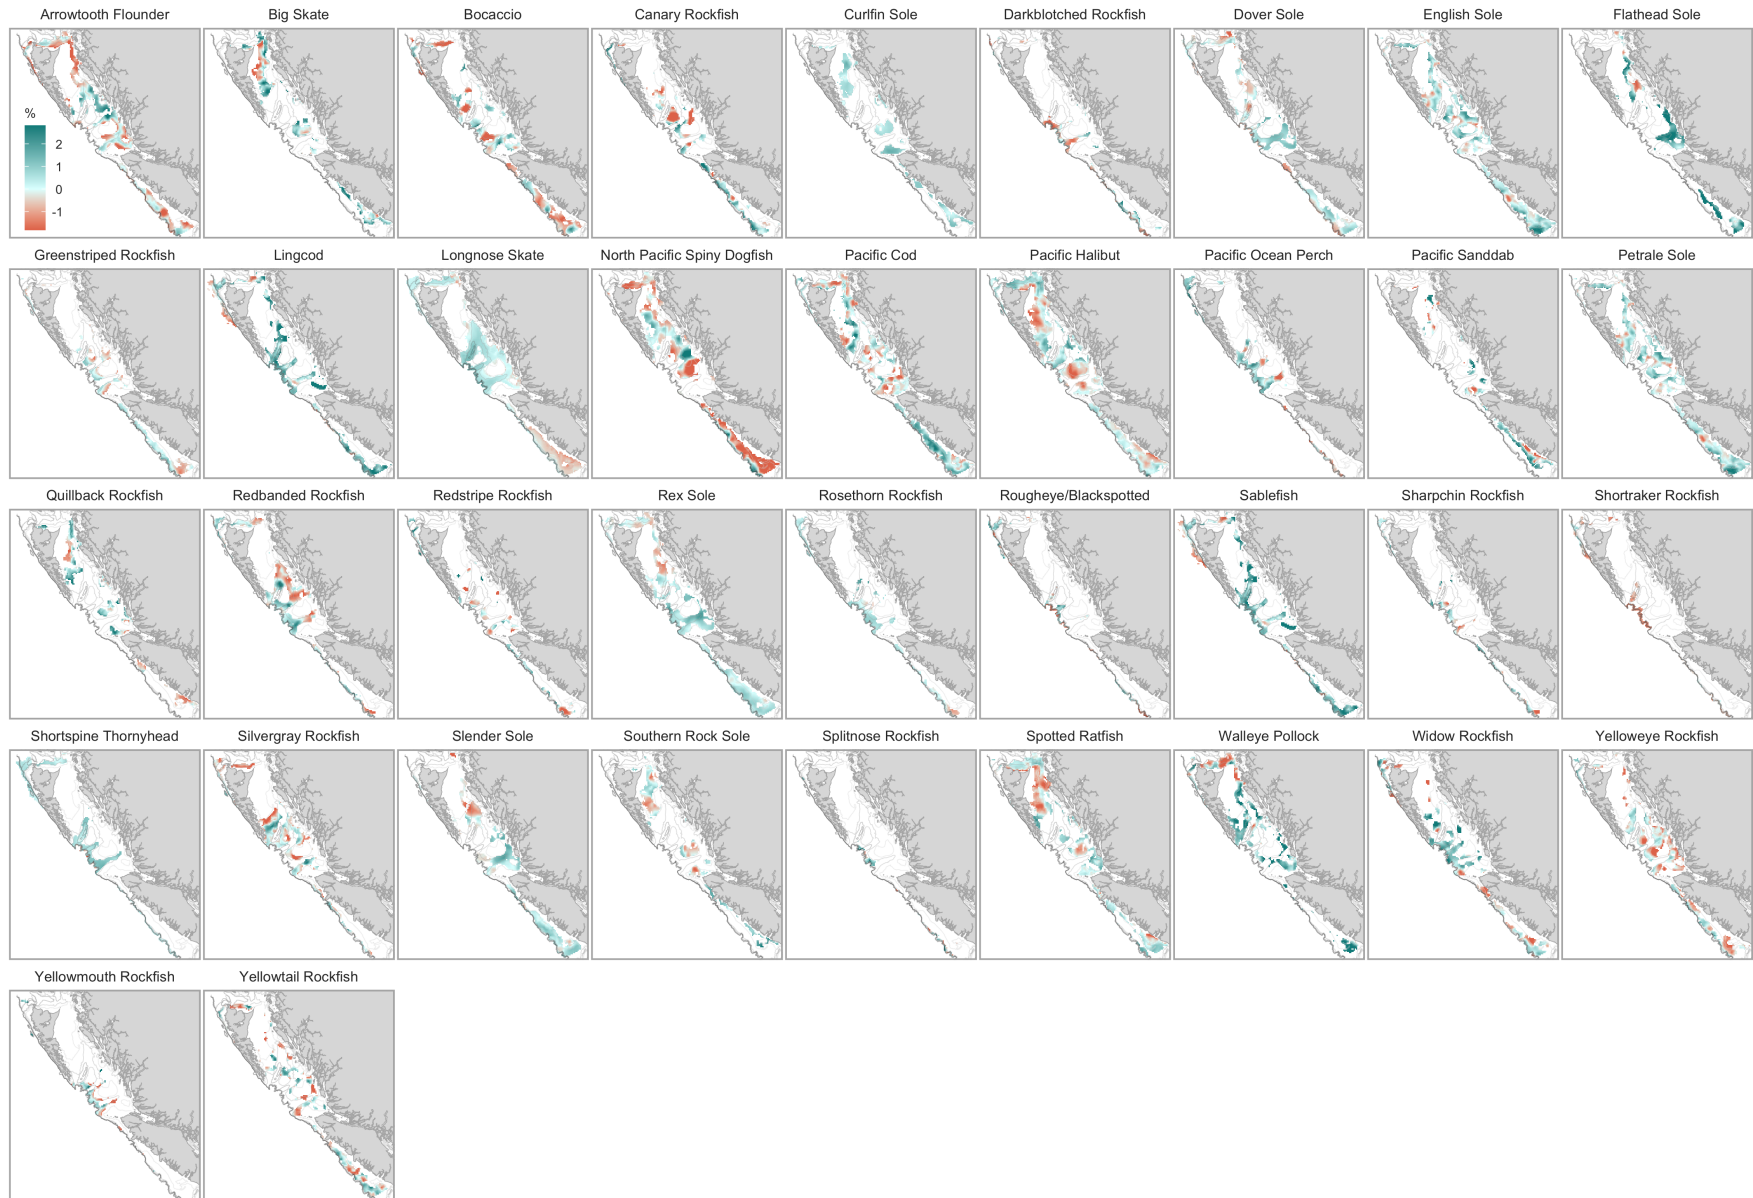 Arrowtooth Flounder Big Skate Bocaccio Canary Rockfish Curlfin Sole Darkblotched Rockfish Dover Sole English Sole Flathead Sole
%
2
1
0
-1
Greenstriped Rockfish Lingcod Longnose Skate North Pacific Spiny Dogfish Pacific Cod Pacific Halibut Pacific Ocean Perch Pacific Sanddab Petrale Sole
Quillback Rockfish Redbanded Rockfish Redstripe Rockfish Rex Sole Rosethorn Rockfish Rougheye/Blackspotted Sablefish Sharpchin Rockfish Shortraker Rockfish
Shortspine Thornyhead Silvergray Rockfish Slender Sole Southern Rock Sole Splitnose Rockfish Spotted Ratfish Walleye Pollock Widow Rockfish Yelloweye Rockfish
Yellowmouth Rockfish Yellowtail Rockfish